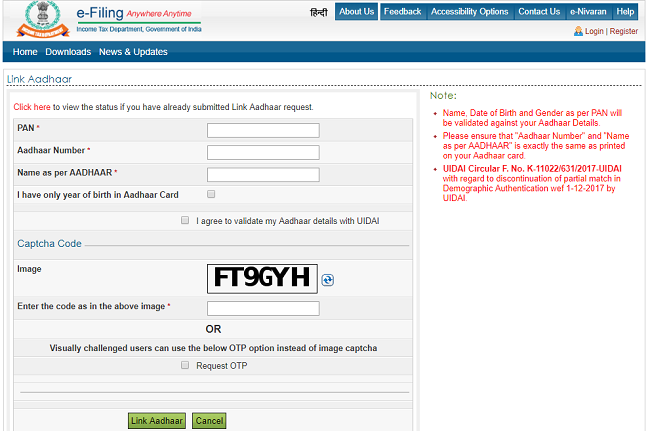 e-Filing Anywhere Anytime
Income Tax Department, Government of India
हिन्दी About Us Feedback Accessibility Options Contact Us e-Nivaran Help
Login | Register
Home Downloads News & Updates
Link Aadhaar
Click here to view the status if you have already submitted Link Aadhaar request.
PAN *
Aadhaar Number *
Name as per AADHAAR *
I have only year of birth in Aadhaar Card
I agree to validate my Aadhaar details with UIDAI
Captcha Code
Image
FT9GYH
Enter the code as in the above image *
OR
Visually challenged users can use the below OTP option instead of image captcha
Request OTP
Link Aadhaar Cancel
Note:
Name, Date of Birth and Gender as per PAN will
be validated against your Aadhaar Details.
Please ensure that "Aadhaar Number" and "Name
as per AADHAAR" is exactly the same as printed
on your Aadhaar card.
UIDAI Circular F. No. K-11022/631/2017-UIDAI
with regard to discontinuation of partial match in
Demographic Authentication wef 1-12-2017 by
UIDAI.